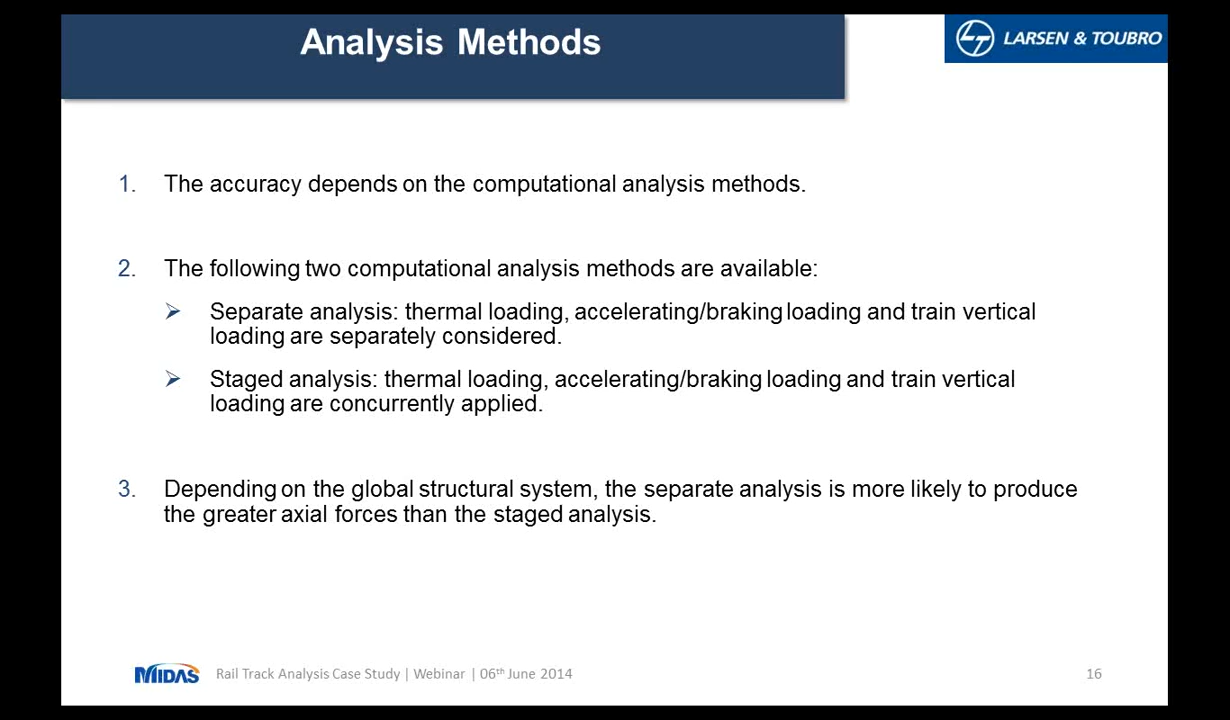 Analysis Methods
LARSEN & TOUBRO
1. The accuracy depends on the computational analysis methods.
2. The following two computational analysis methods are available:
➢ Separate analysis: thermal loading, accelerating/braking loading and train vertical
loading are separately considered.
➢ Staged analysis: thermal loading, accelerating/braking loading and train vertical
loading are concurrently applied.
3. Depending on the global structural system, the separate analysis is more likely to produce
the greater axial forces than the staged analysis.
MIDAS Rail Track Analysis Case Study | Webinar | 06th June 2014 16